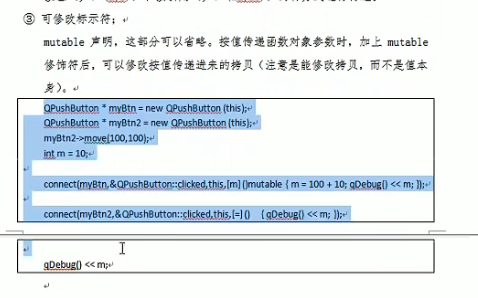 ③ 可修改标示符；
mutable 声明，这部分可以省略。按值传递函数对象参数时，加上 mutable
修饰符后，可以修改按值传递进来的拷贝（注意是能修改拷贝，而不是值本
身）。
QPushButton * myBtn = new QPushButton (this);
QPushButton * myBtn2 = new QPushButton (this);
myBtn2->move(100,100);
int m = 10;
connect(myBtn,&QPushButton::clicked,this,[m] ()mutable { m = 100 + 10; qDebug() << m; });
connect(myBtn2,&QPushButton::clicked,this,[=] () { qDebug() << m; });
qDebug() << m;